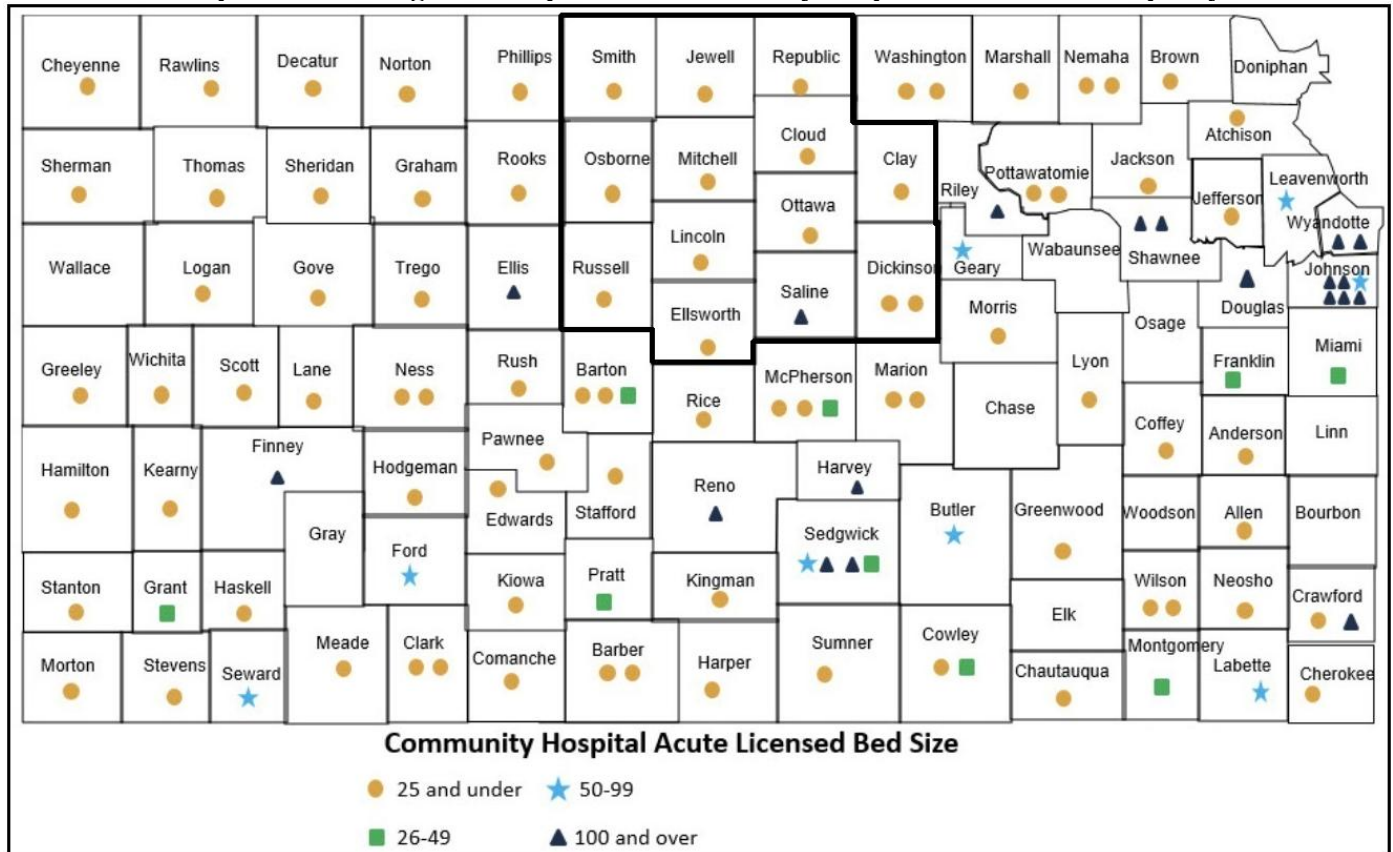 Cheyenne Rawlins Decatur Norton Phillips Smith Jewell Republic Washington Marshall Nemaha Brown Doniphan
Atchison
Sherman Thomas Sheridan Graham Rooks Osborne Mitchell Cloud Clay Riley Pottawatomie Jackson Jefferson Leavenworth
Wyandotte
Ottawa
Wallace Logan Gove Trego Ellis Russell Lincoln Saline Dickinson Geary Wabaunsee Shawnee Douglas Johnson
Ellsworth
Morris
Osage
Greeley Wichita Scott Lane Ness Rush Barton Rice McPherson Marion Chase Lyon Franklin Miami
Hamilton Kearny Finney Hodgeman Pawnee Reno Harvey Coffey Anderson Linn
Gray Ford Edwards Stafford Sedgwick Butler Greenwood Woodson Allen Bourbon
Stanton Grant Haskell Kiowa Pratt Kingman Elk Wilson Neosho Crawford
Morton Stevens Seward Meade Clark Comanche Barber Harper Sumner Cowley Chautauqua Montgomery Labette Cherokee
Community Hospital Acute Licensed Bed Size
25 and under 50-99
26-49 100 and over